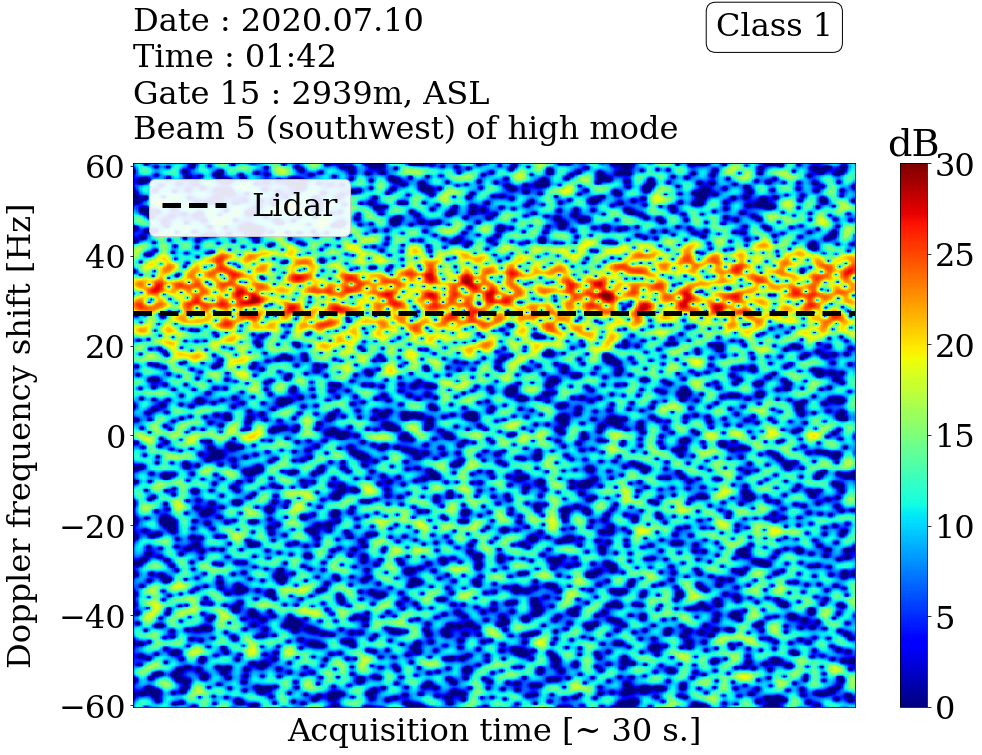 Date : 2020.07.10
Time : 01:42
Gate 15 : 2939m, ASL
Beam 5 (southwest) of high mode
Class 1
dB
Lidar
60
40
20
0
−20
−40
−60
Doppler frequency shift [Hz]
Acquisition time [~ 30 s.]
30
25
20
15
10
5
0